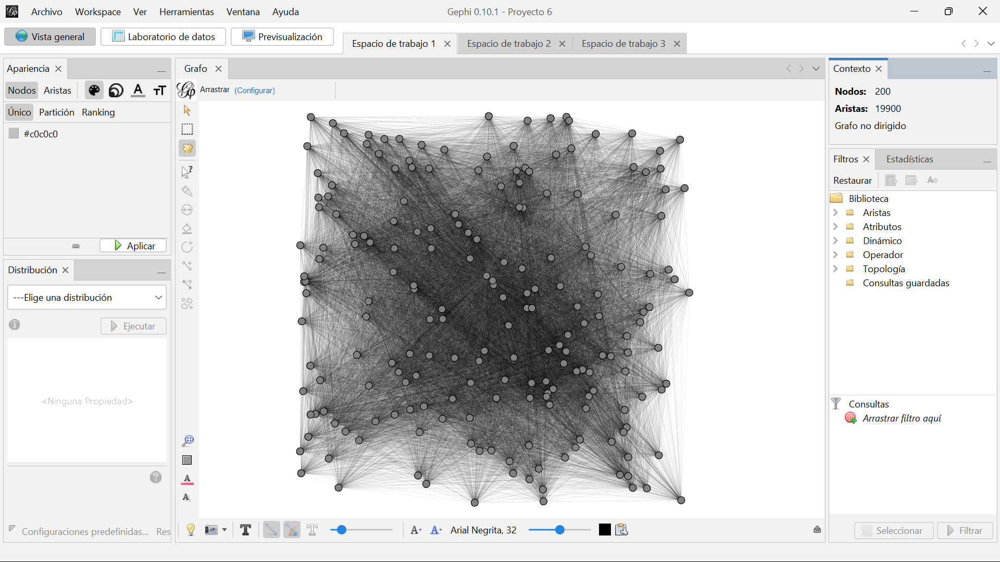 Archivo Workspace Ver Herramientas Ventana Ayuda
Gephi 0.10.1 - Proyecto 6
Vista general
Laboratorio de datos
Previsualización
Espacio de trabajo 1
Espacio de trabajo 2
Espacio de trabajo 3
Apariencia
Nodos Aristas
Único Partición Ranking
#c0c0c0
Aplicar
Distribución
---Elige una distribución
Ejecutar
<Ninguna Propiedad>
Configuraciones predefinidas... Res
Grafo
Arrastrar (Configurar)
Arial Negrita, 32
Contexto
Nodos: 200
Aristas: 19900
Grafo no dirigido
Filtros
Estadísticas
Restaurar
Biblioteca
Aristas
Atributos
Dinámico
Operador
Topología
Consultas guardadas
Consultas
Arrastrar filtro aquí
Seleccionar
Filtrar